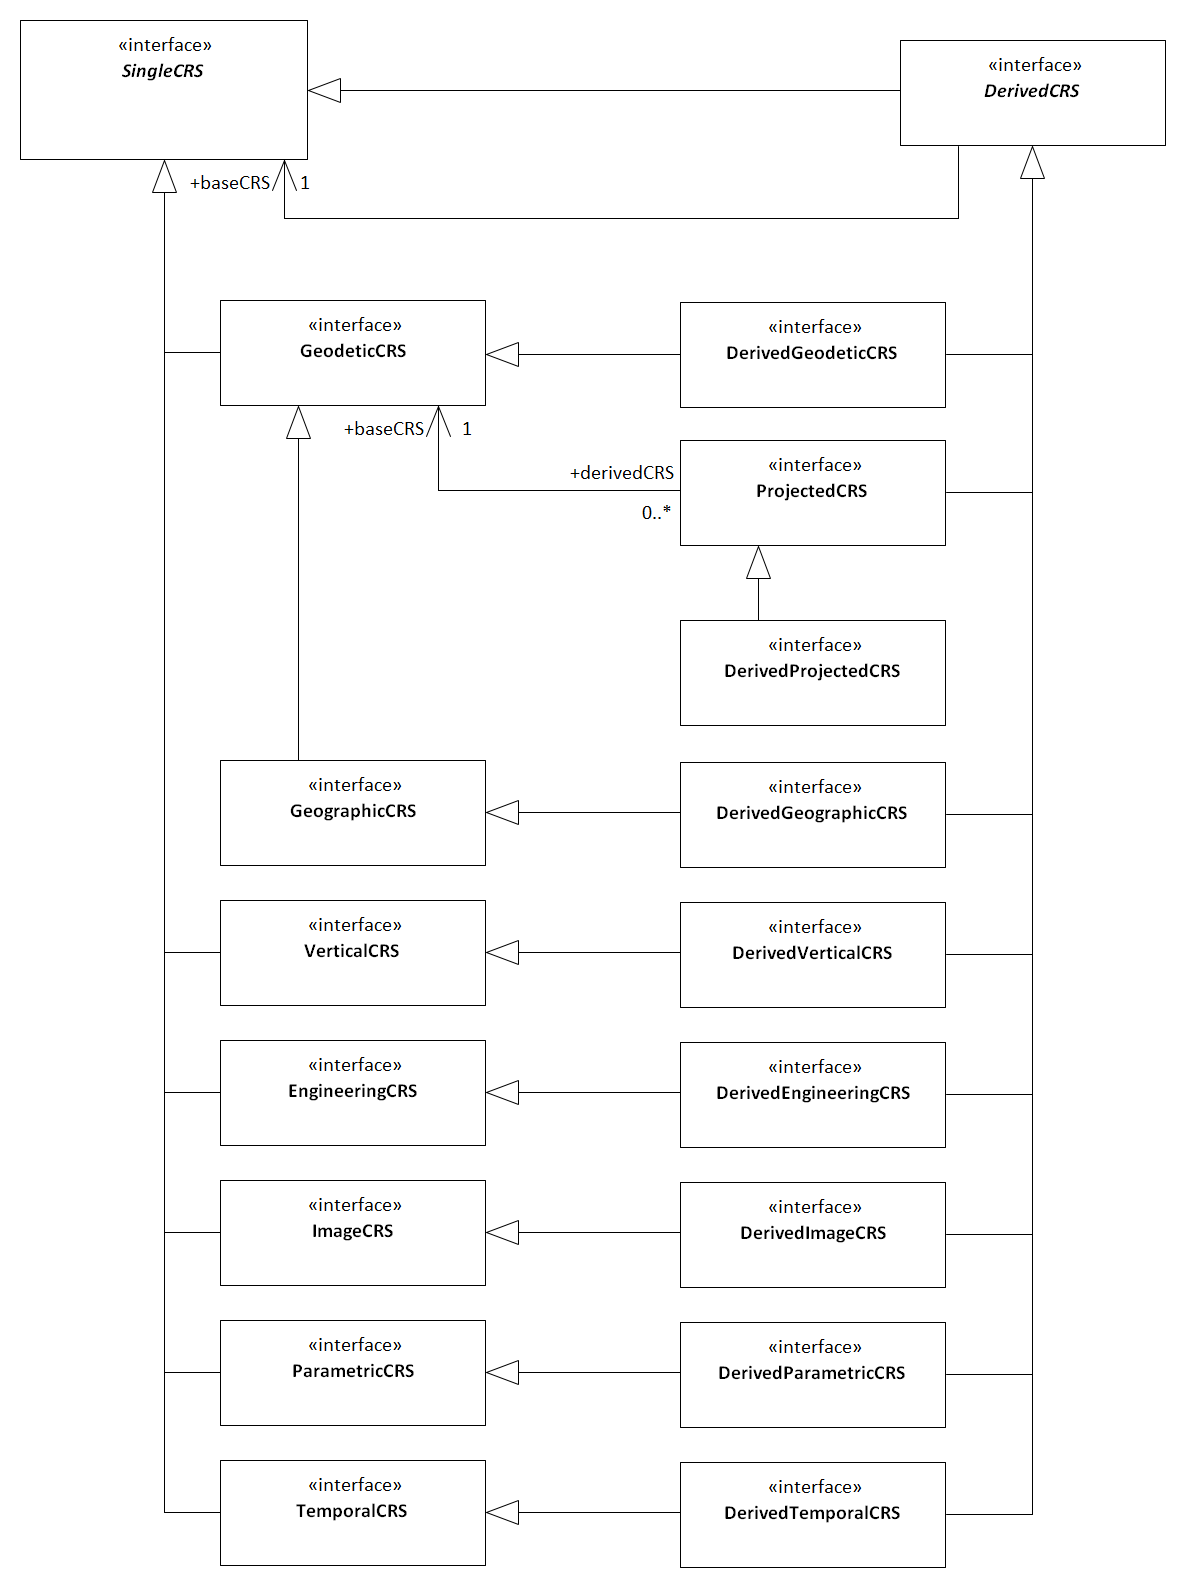 «interface»
SingleCRS
«interface»
DerivedCRS
+baseCRS 1
«interface»
GeodeticCRS
«interface»
DerivedGeodeticCRS
+baseCRS 1
+derivedCRS
0..*
«interface»
ProjectedCRS
«interface»
DerivedProjectedCRS
«interface»
GeographicCRS
«interface»
DerivedGeographicCRS
«interface»
VerticalCRS
«interface»
DerivedVerticalCRS
«interface»
EngineeringCRS
«interface»
DerivedEngineeringCRS
«interface»
ImageCRS
«interface»
DerivedImageCRS
«interface»
ParametricCRS
«interface»
DerivedParametricCRS
«interface»
TemporalCRS
«interface»
DerivedTemporalCRS